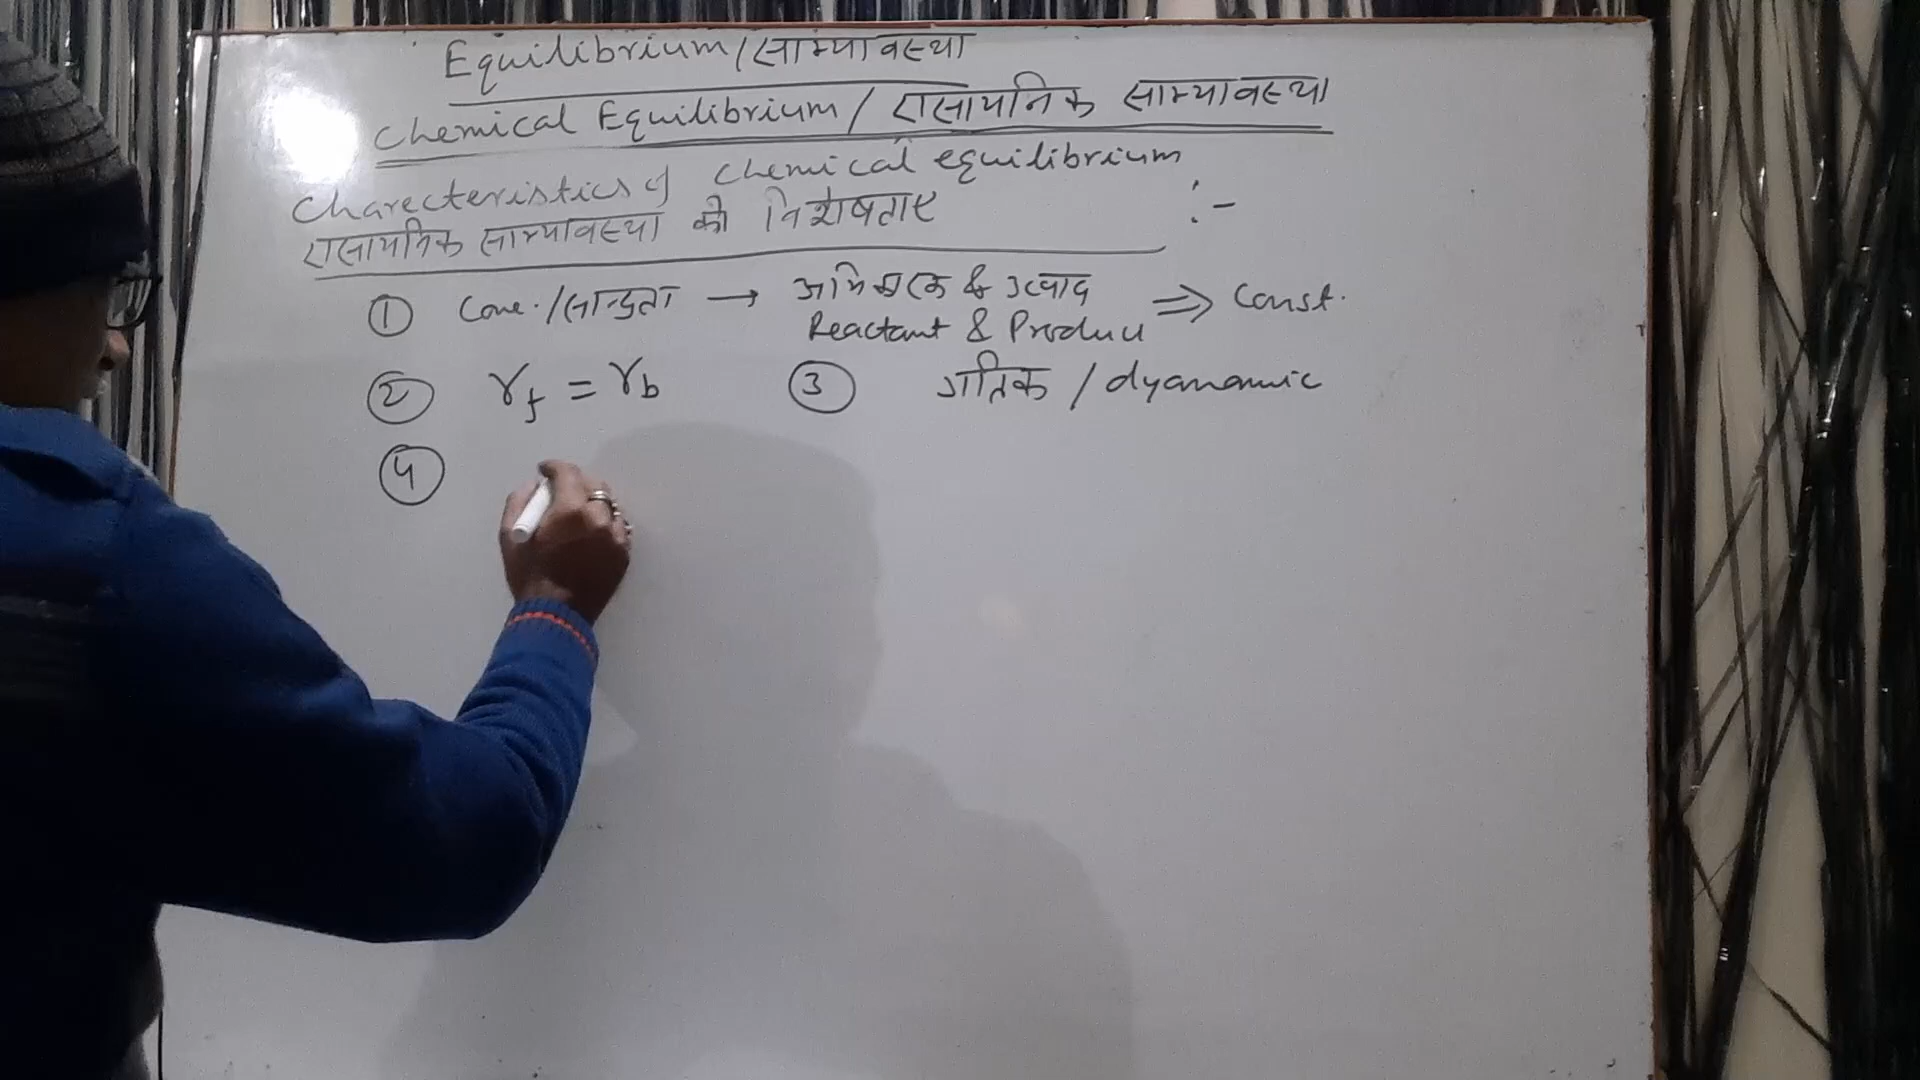 Equilibrium/साम्यावस्था
Chemical Equilibrium / रासायनिक साम्यावस्था
Charecteristics of chemical equilibrium :-
रासायनिक साम्यावस्था की विशेषताए
① Conc./सान्द्रता → अभिकारक & उत्पाद ⇒ Const.
Reactant & Product
② rf = rb ③ गतिक / dyanamic
④